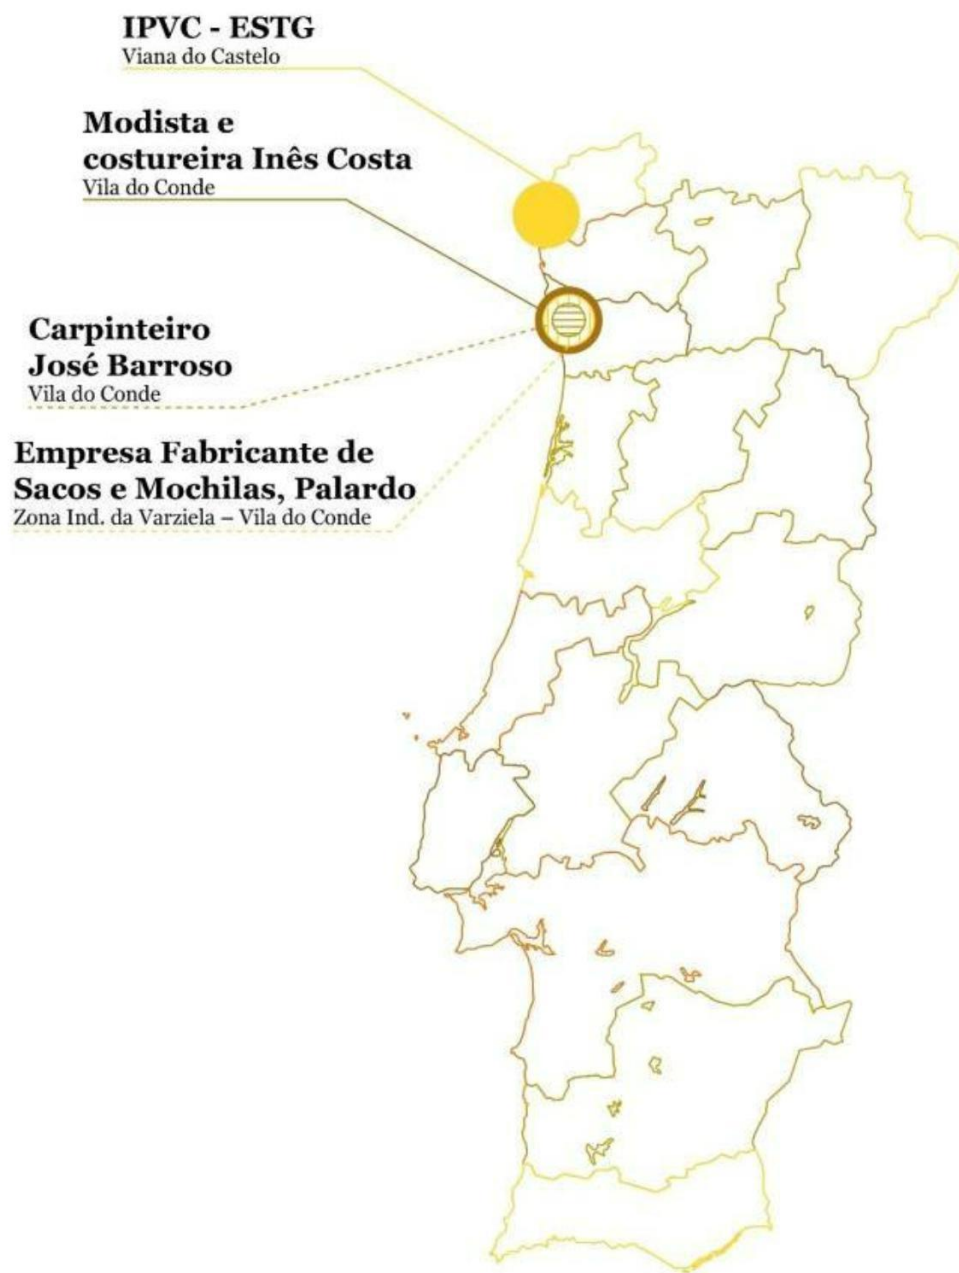 IPVC - ESTG
Viana do Castelo
Modista e
costureira Inês Costa
Vila do Conde
Carpinteiro
José Barroso
Vila do Conde
Empresa Fabricante de
Sacos e Mochilas, Palardo
Zona Ind. da Varziela – Vila do Conde